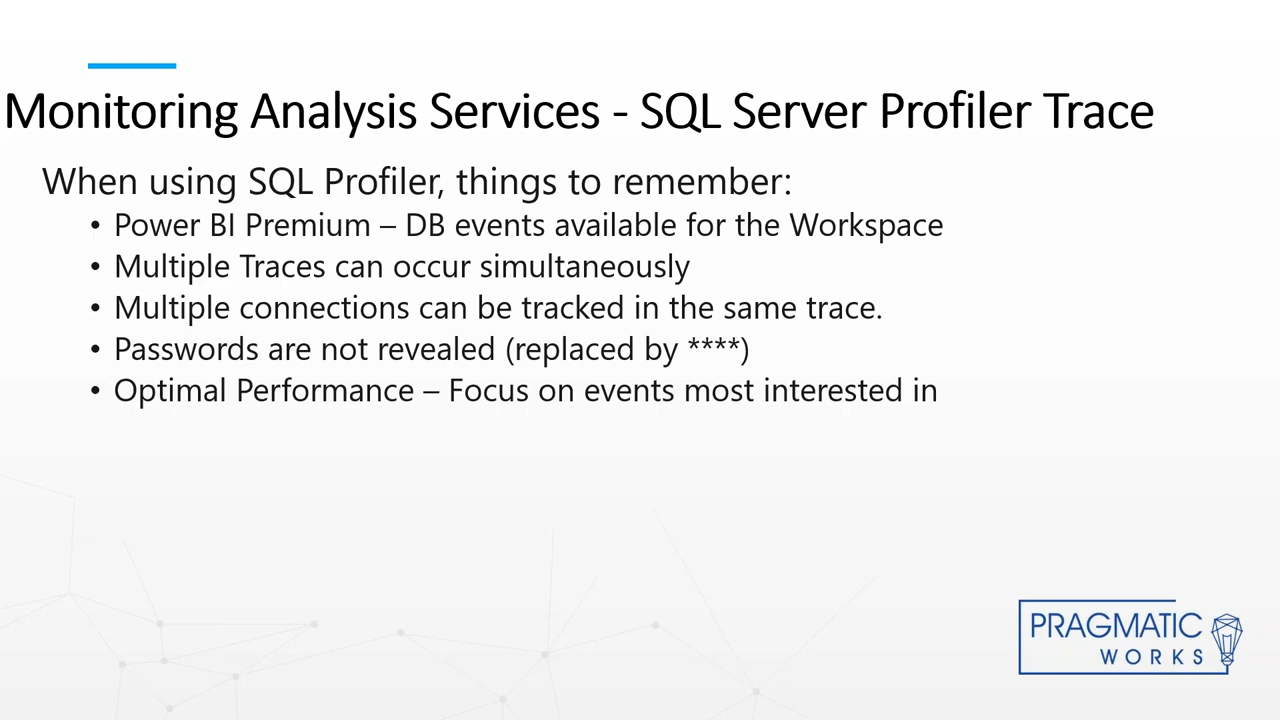 Monitoring Analysis Services - SQL Server Profiler Trace
When using SQL Profiler, things to remember:
• Power BI Premium – DB events available for the Workspace
• Multiple Traces can occur simultaneously
• Multiple connections can be tracked in the same trace.
• Passwords are not revealed (replaced by ****)
• Optimal Performance – Focus on events most interested in
PRAGMATIC
WORKS